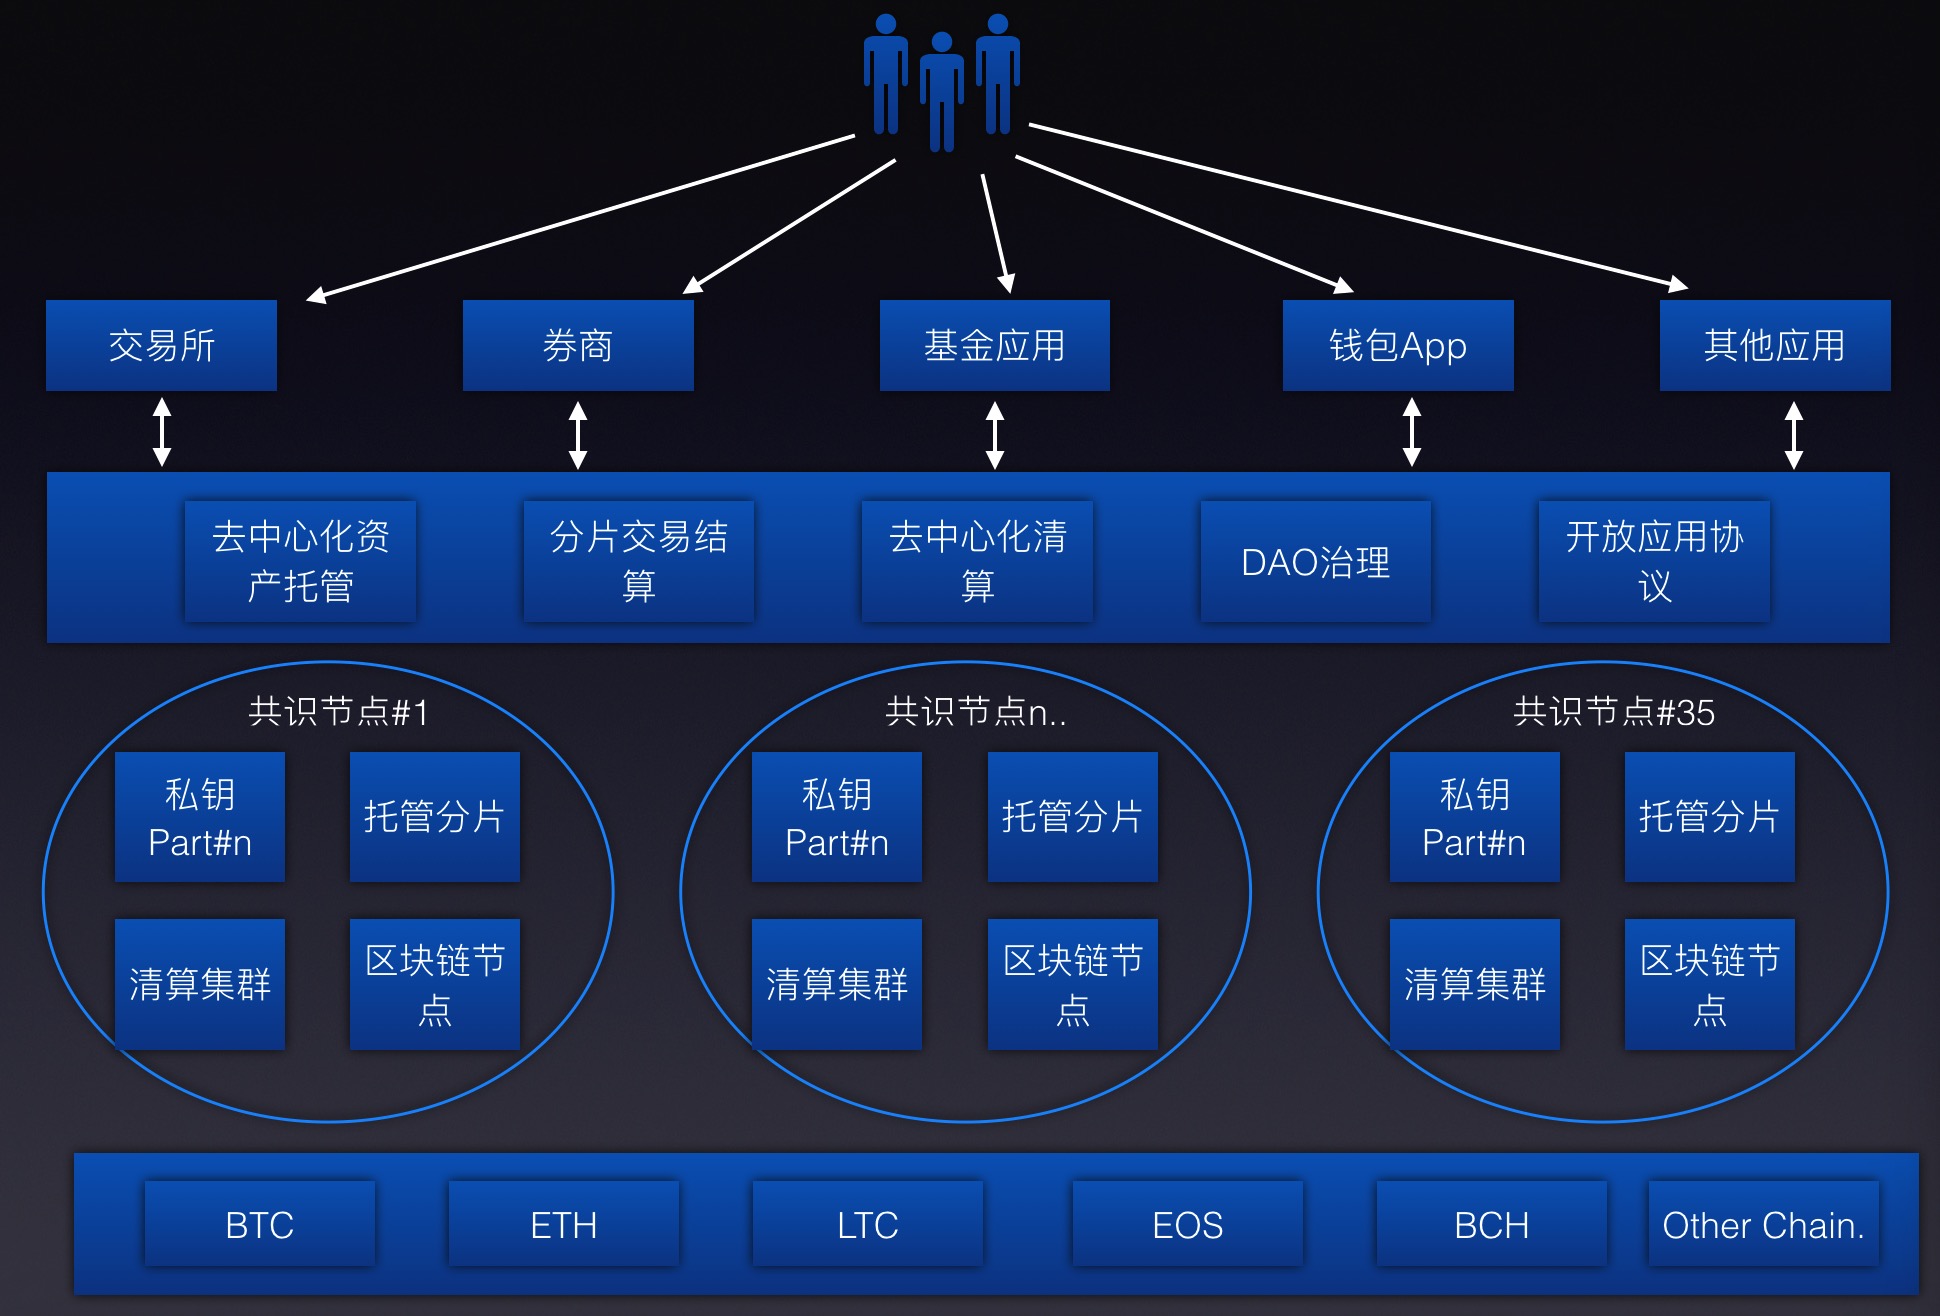 交易所
券商
基金应用
钱包App
其他应用
去中心化资
产托管
分片交易结
算
去中心化清
算
DAO治理
开放应用协
议
共识节点#1
私钥
Part#n
托管分片
清算集群
区块链节
点
共识节点n..
私钥
Part#n
托管分片
清算集群
区块链节
点
共识节点#35
私钥
Part#n
托管分片
清算集群
区块链节
点
BTC
ETH
LTC
EOS
BCH
Other Chain.